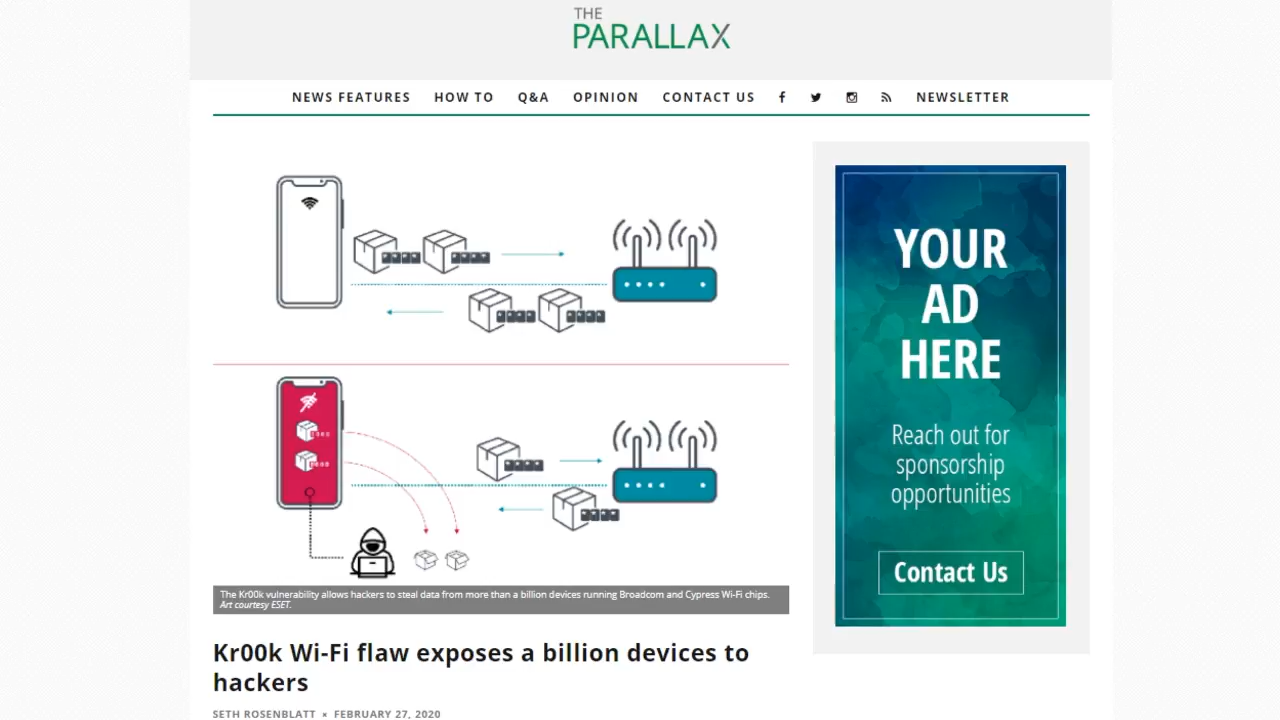 THE
PARALLAX
NEWS FEATURES HOW TO Q&A OPINION CONTACT US NEWSLETTER
The Kr00k vulnerability allows hackers to steal data from more than a billion devices running Broadcom and Cypress Wi-Fi chips.
Art courtesy ESET.
Kr00k Wi-Fi flaw exposes a billion devices to
hackers
SETH ROSENBLATT × FEBRUARY 27, 2020
YOUR
AD
HERE
Reach out for
sponsorship
opportunities
Contact Us